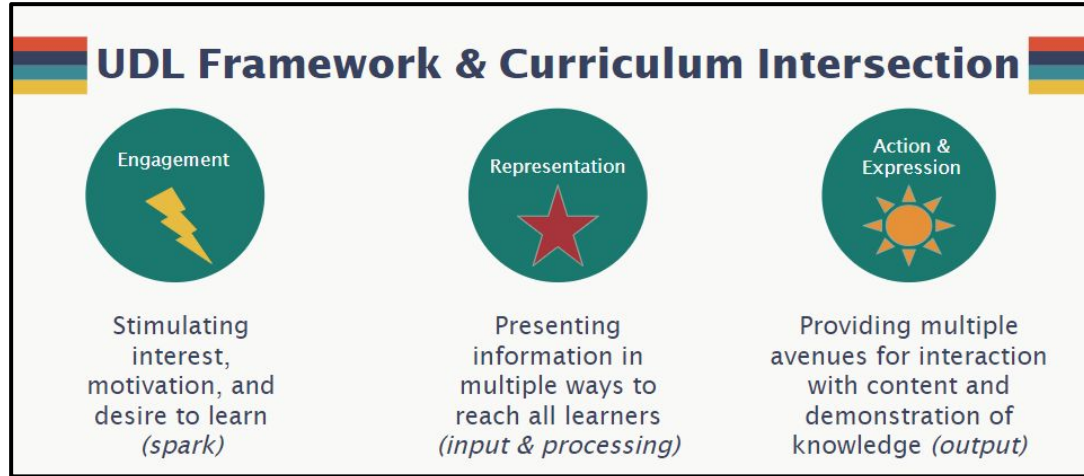 UDL Framework & Curriculum Intersection
Engagement
Stimulating
interest,
motivation, and
desire to learn
(spark)
Representation
Presenting
information in
multiple ways to
reach all learners
(input & processing)
Action &
Expression
Providing multiple
avenues for interaction
with content and
demonstration of
knowledge (output)